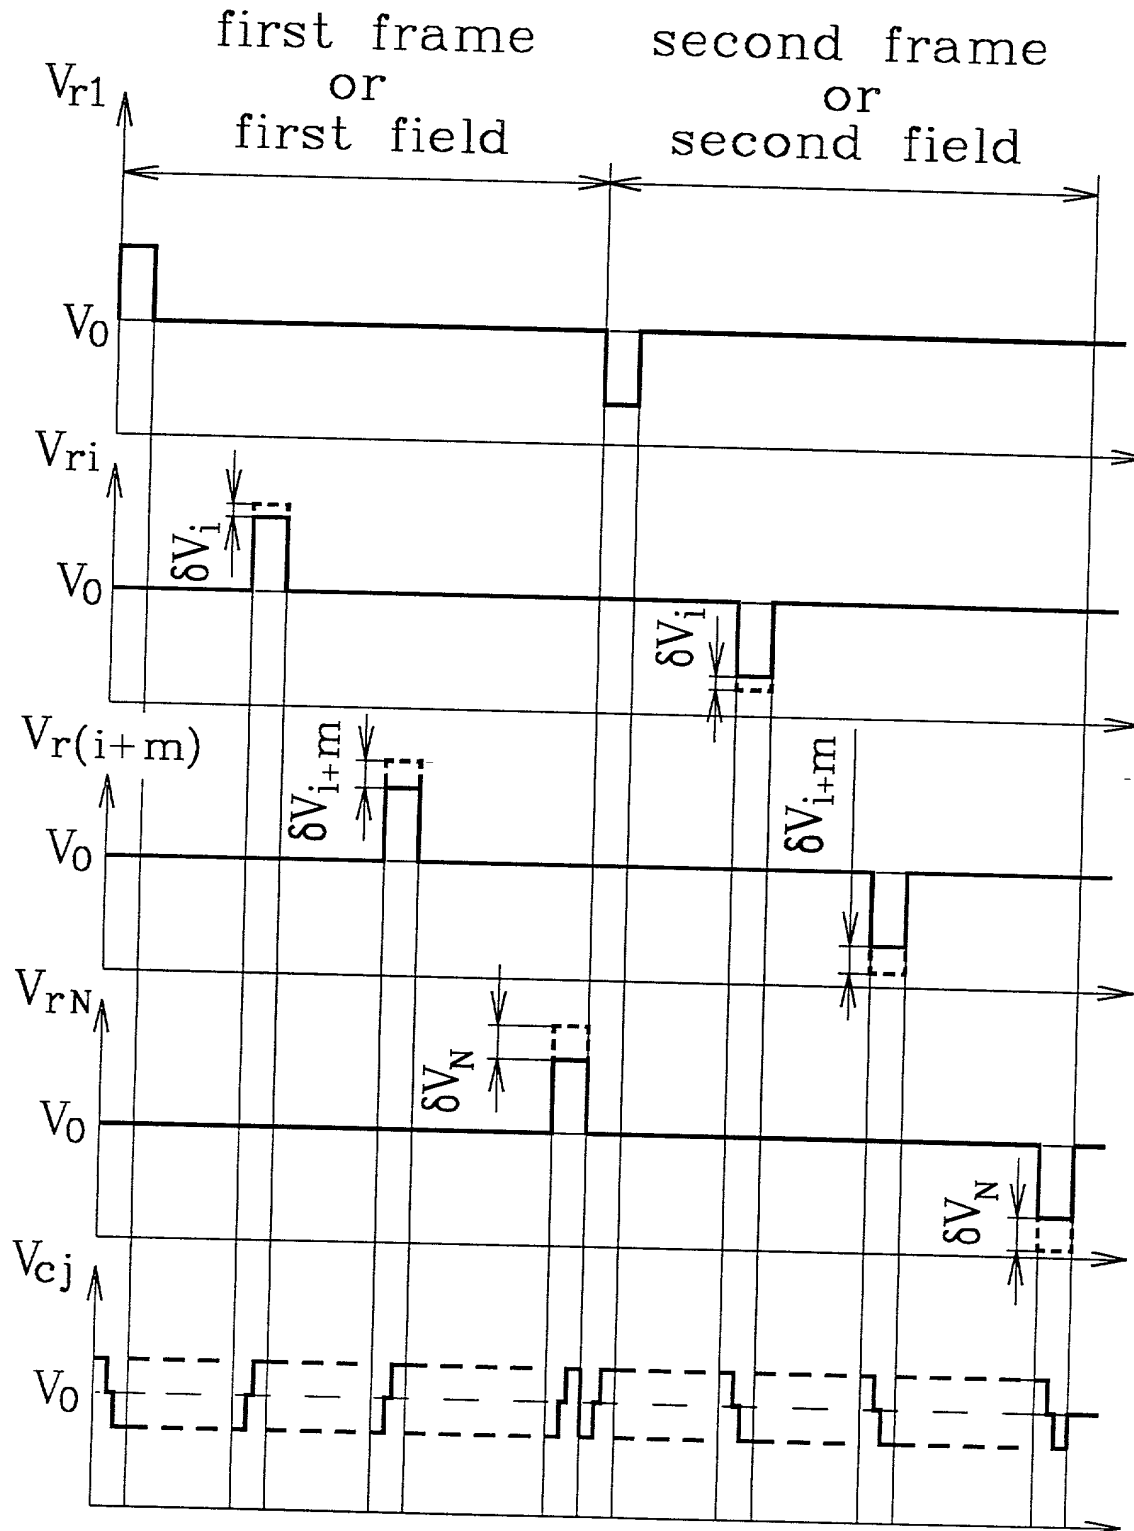 first frame
or
first field
second frame
or
second field
Vr1
V0
Vri
δVi
V0
δVi
Vr(i+m)
δVi+m
δVi+m
V0
VrN
δVN
V0
δVN
Vcj
V0